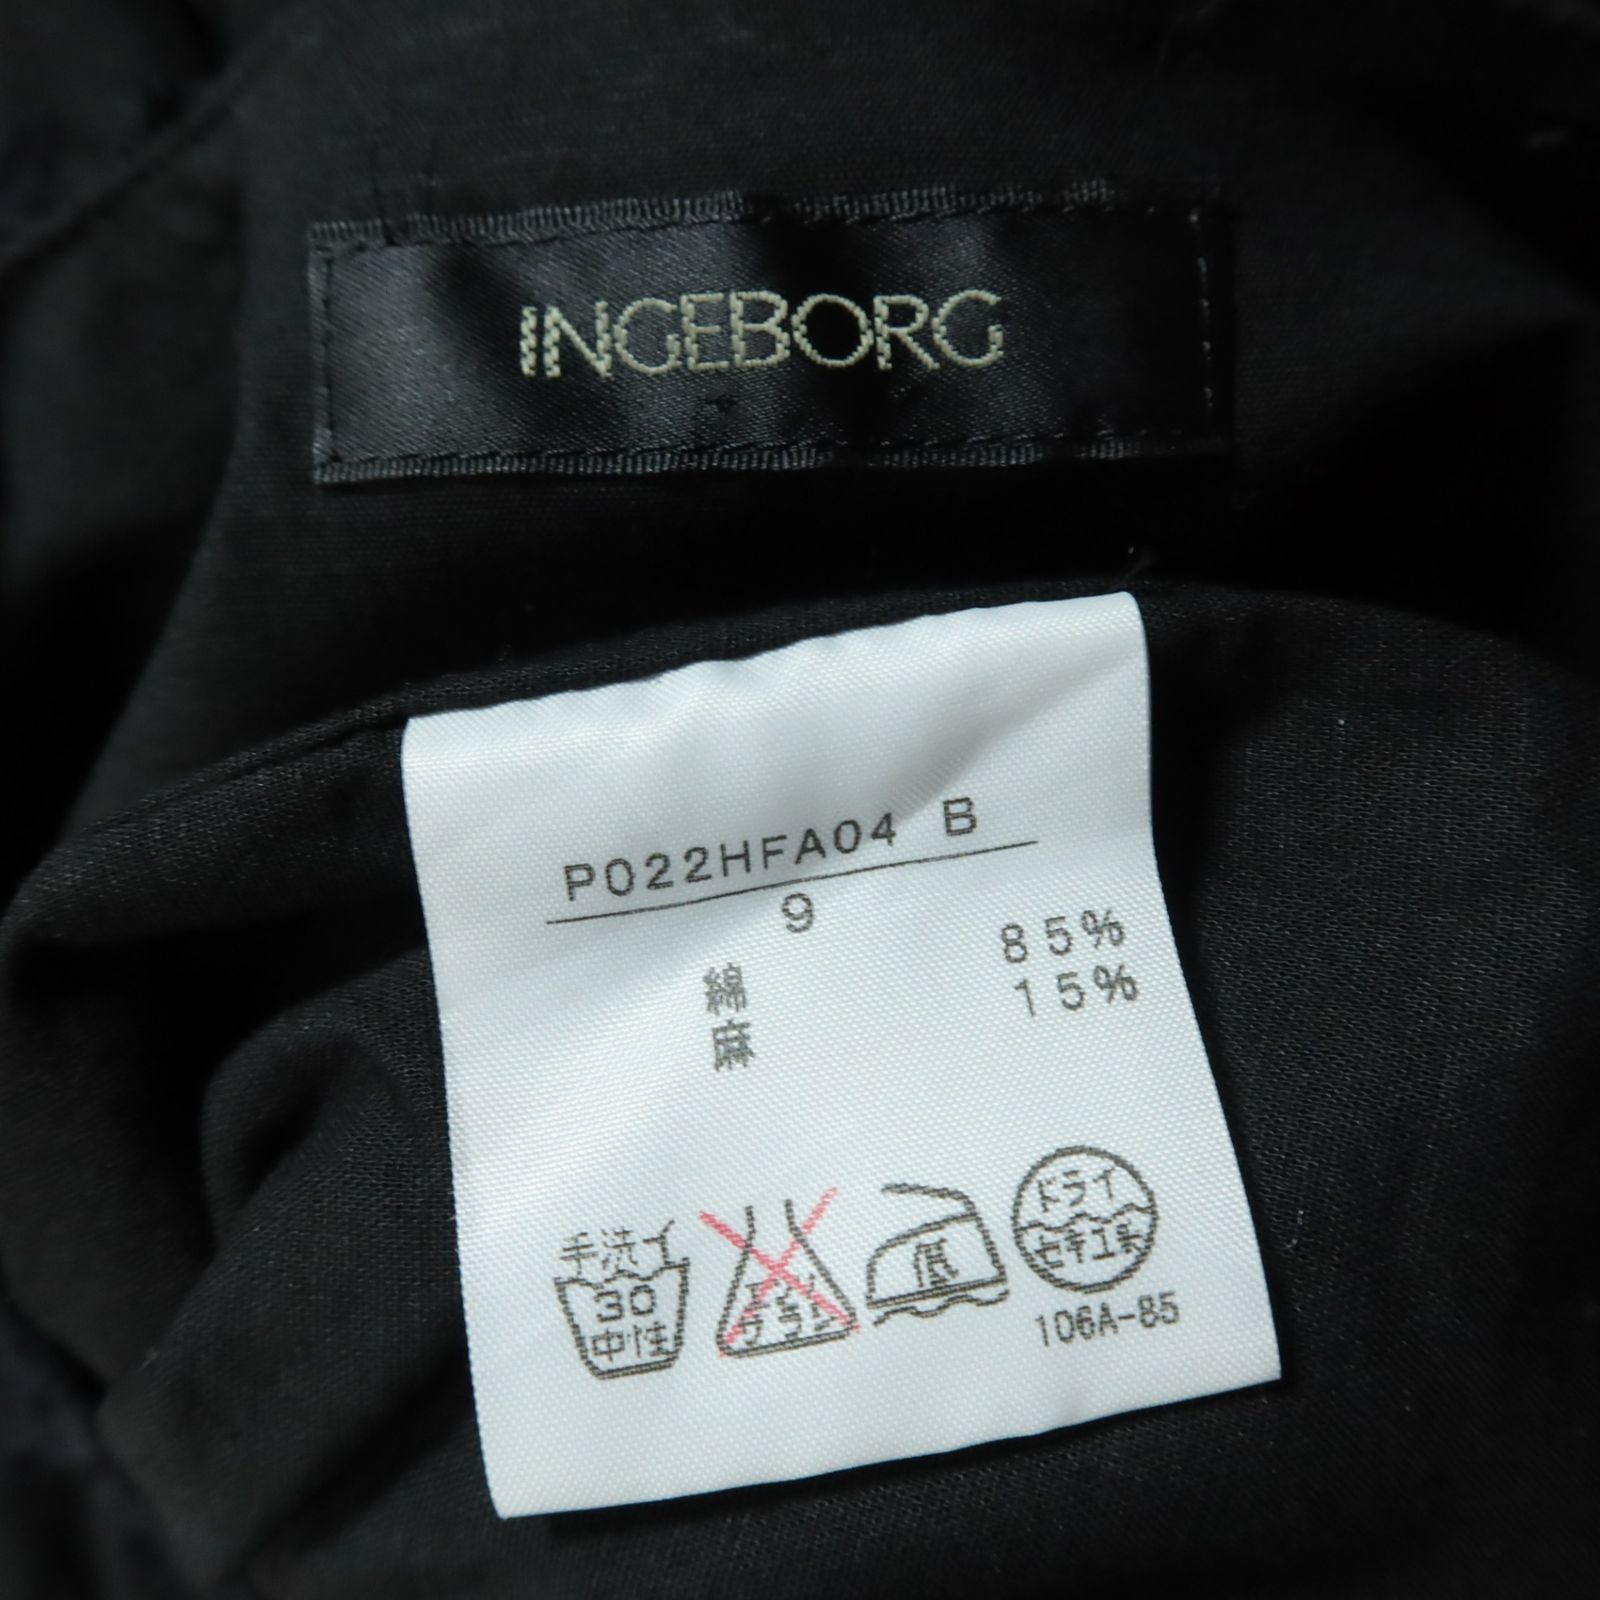 INGEBORG
P022HFA04 B
9
綿 85%
麻 15%
手洗イ
30
中性
エンソ
サラシ
低
ドライ
セキユ系
106A-85